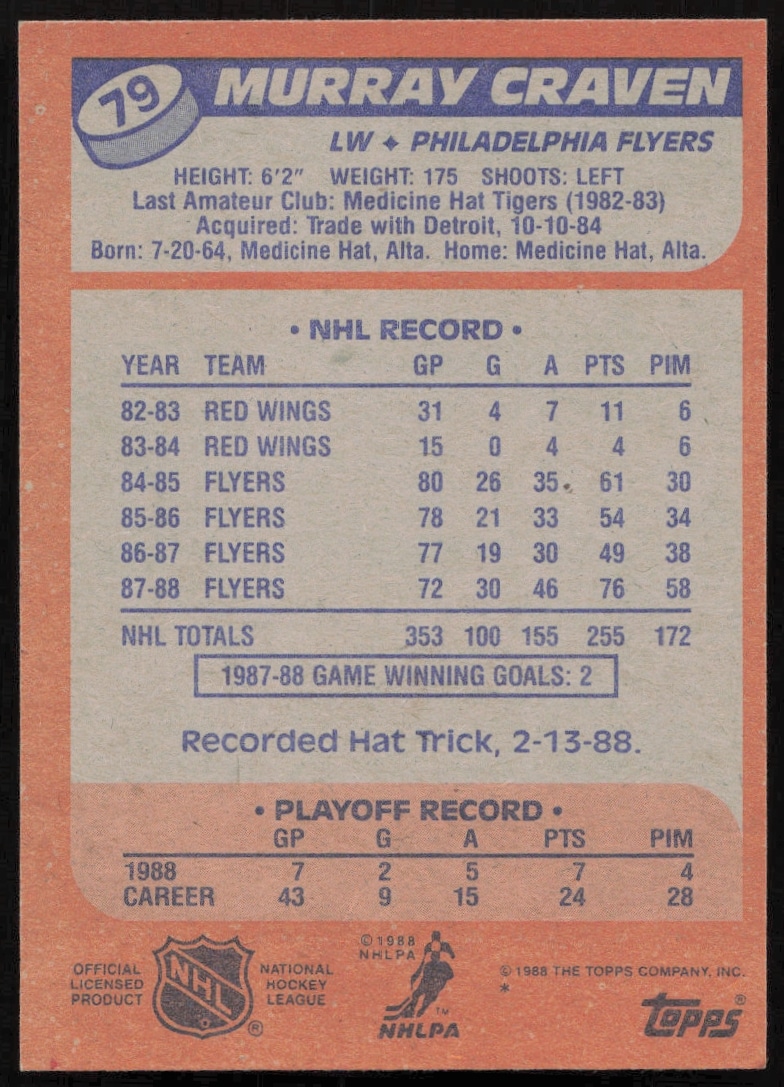 79 MURRAY CRAVEN
LW ✦ PHILADELPHIA FLYERS
HEIGHT: 6'2" WEIGHT: 175 SHOOTS: LEFT
Last Amateur Club: Medicine Hat Tigers (1982-83)
Acquired: Trade with Detroit, 10-10-84
Born: 7-20-64, Medicine Hat, Alta. Home: Medicine Hat, Alta.
• NHL RECORD •
YEAR TEAM GP G A PTS PIM
82-83 RED WINGS 31 4 7 11 6
83-84 RED WINGS 15 0 4 4 6
84-85 FLYERS 80 26 35 61 30
85-86 FLYERS 78 21 33 54 34
86-87 FLYERS 77 19 30 49 38
87-88 FLYERS 72 30 46 76 58
NHL TOTALS 353 100 155 255 172
1987-88 GAME WINNING GOALS: 2
Recorded Hat Trick, 2-13-88.
• PLAYOFF RECORD •
GP G A PTS PIM
1988 7 2 5 7 4
CAREER 43 9 15 24 28
OFFICIAL
LICENSED
PRODUCT
NHL
®
NATIONAL
HOCKEY
LEAGUE
©1988
NHLPA
TM
NHLPA
© 1988 THE TOPPS COMPANY, INC.
*
topps®